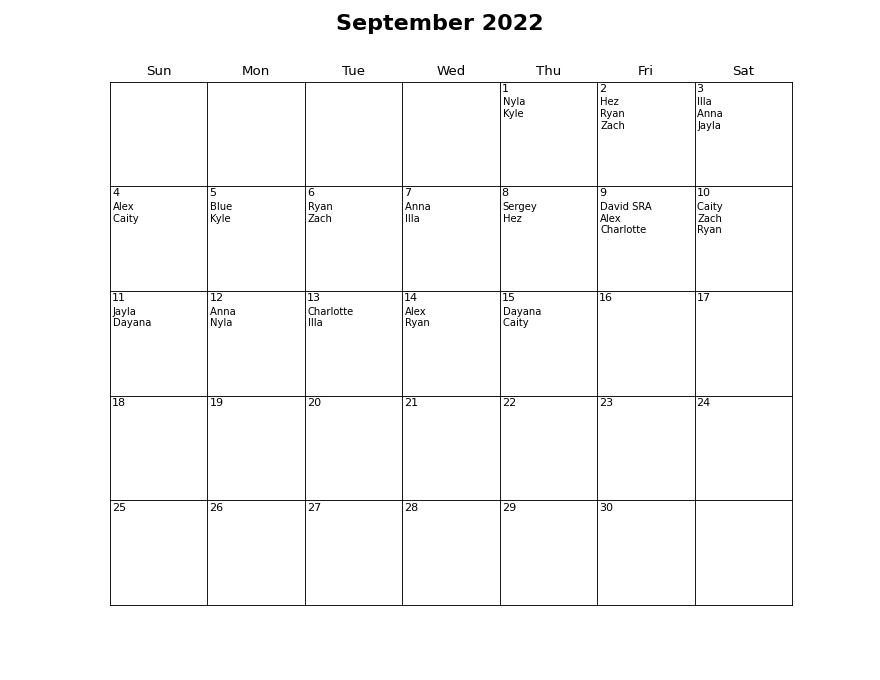 September 2022
Sun Mon Tue Wed Thu Fri Sat
1 2 3
Nyla Hez Illa
Kyle Ryan Anna
Zach Jayla
4 5 6 7 8 9 10
Alex Blue Ryan Anna Sergey David SRA Caity
Caity Kyle Zach Illa Hez Alex Zach
Charlotte Ryan
11 12 13 14 15 16 17
Jayla Anna Charlotte Alex Dayana
Dayana Nyla Illa Ryan Caity
18 19 20 21 22 23 24
25 26 27 28 29 30